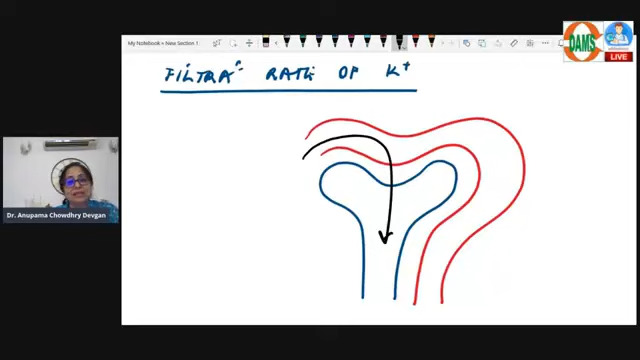 My Notebook » New Section 1
FILTRAⁿ RATE OF K⁺
DAMS
LIVE
Dr. Anupama Chowdhry Devgan